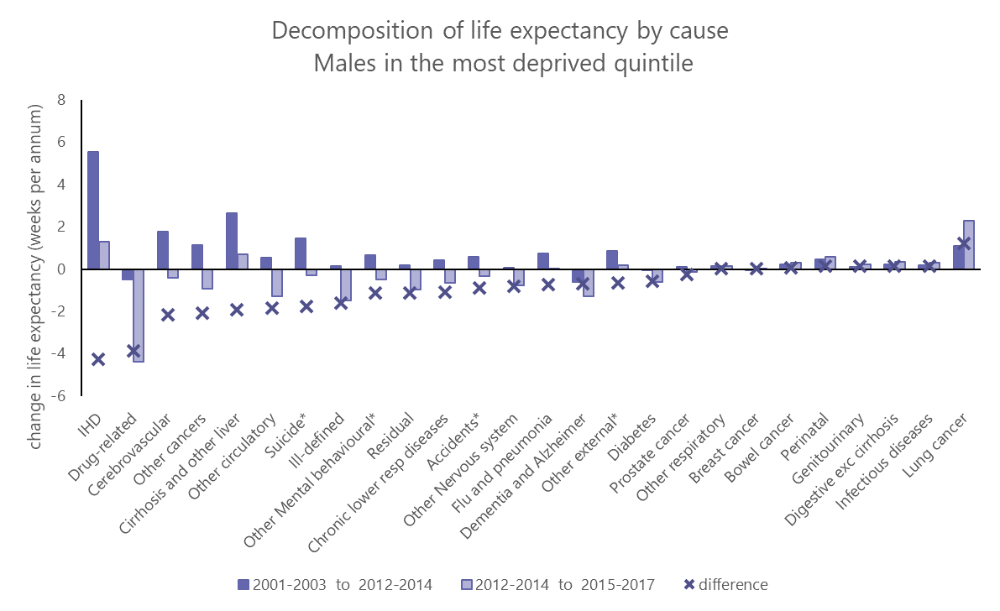 Decomposition of life expectancy by cause
Males in the most deprived quintile
change in life expectancy (weeks per annum)
8
6
4
2
0
-2
-4
-6
IHD
Drug-related
Cerebrovascular
Other cancers
Cirrhosis and other liver
Other circulatory
Suicide*
Ill-defined
Other Mental behavioural*
Residual
Chronic lower resp diseases
Accidents*
Other Nervous system
Flu and pneumonia
Dementia and Alzheimer
Other external*
Diabetes
Prostate cancer
Other respiratory
Breast cancer
Bowel cancer
Perinatal
Genitourinary
Digestive exc cirrhosis
Infectious diseases
Lung cancer
2001-2003 to 2012-2014
2012-2014 to 2015-2017
difference